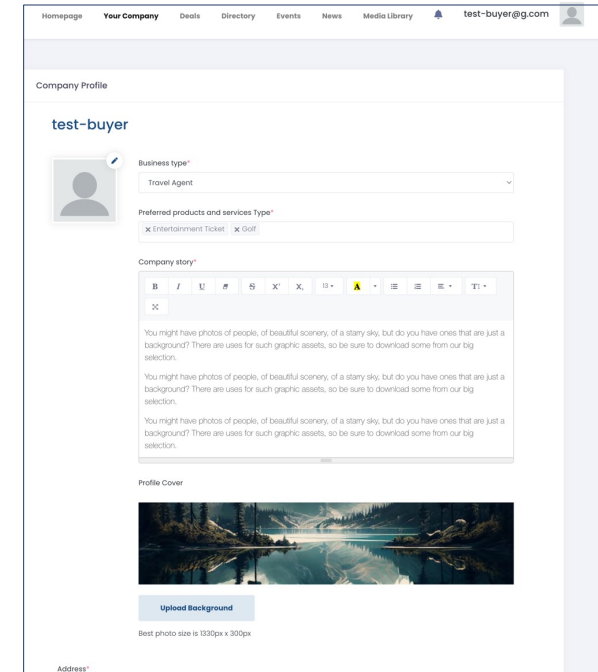 Homepage Your Company Deals Directory Events News Media Library test-buyer@g.com
Company Profile
test-buyer
Business type*
Travel Agent
Preferred products and services Type*
x Entertainment Ticket x Golf
Company story*
B I U S X¹ X₁ 13 A T↕
You might have photos of people, of beautiful scenery, of a starry sky, but do you have ones that are just a
background? There are uses for such graphic assets, so be sure to download some from our big
selection.
You might have photos of people, of beautiful scenery, of a starry sky, but do you have ones that are just a
background? There are uses for such graphic assets, so be sure to download some from our big
selection.
You might have photos of people, of beautiful scenery, of a starry sky, but do you have ones that are just a
background? There are uses for such graphic assets, so be sure to download some from our big
selection.
Profile Cover
Upload Background
Best photo size is 1330px x 300px
Address*